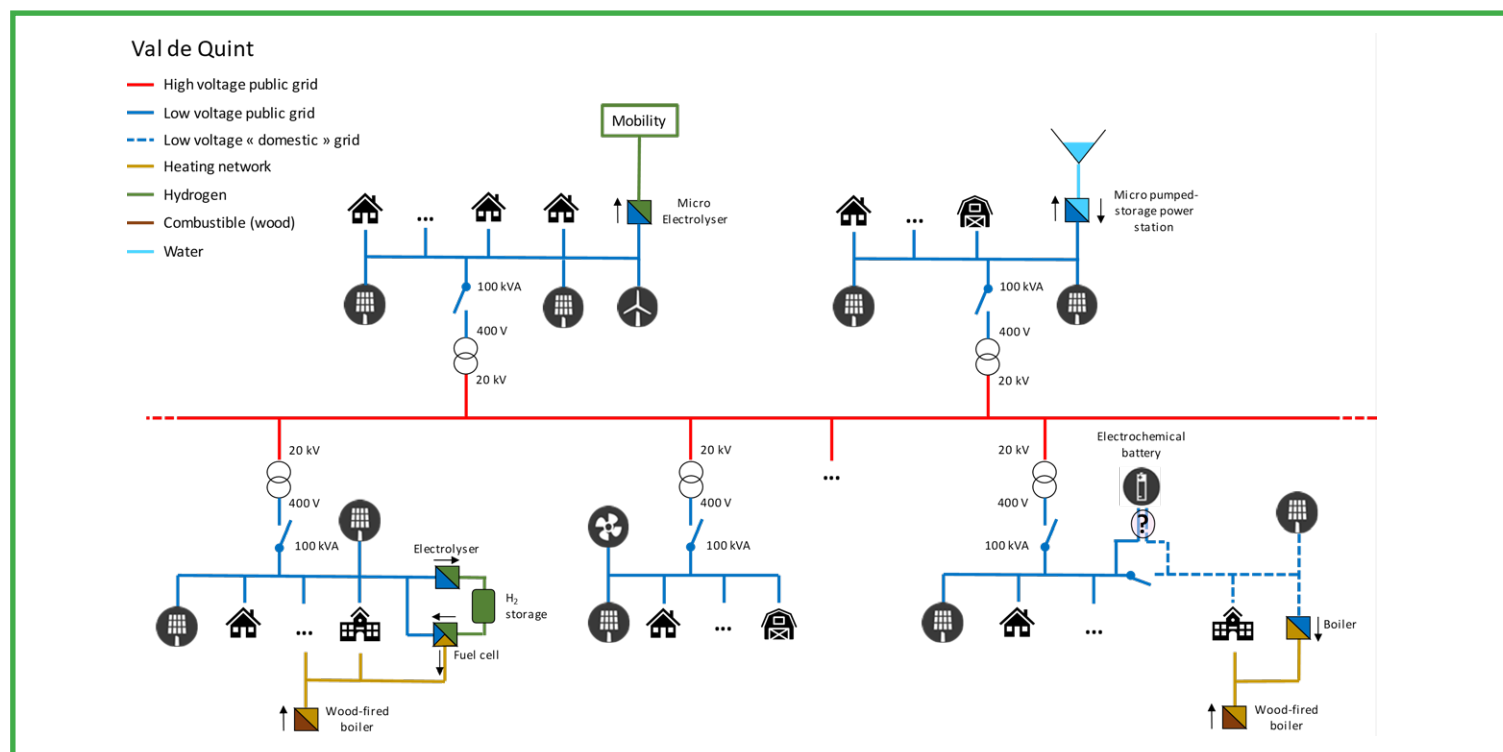 Val de Quint
High voltage public grid
Low voltage public grid
Low voltage « domestic » grid
Heating network
Hydrogen
Combustible (wood)
Water
Mobility
...
Micro
Electrolyser
...
Micro pumped-
storage power
station
100 kVA
400 V
20 kV
100 kVA
400 V
20 kV
20 kV
400 V
100 kVA
Electrolyser
H2
storage
...
Fuel cell
Wood-fired
boiler
20 kV
400 V
100 kVA
...
...
20 kV
400 V
100 kVA
Electrochemical
battery
?
...
Boiler
Wood-fired
boiler